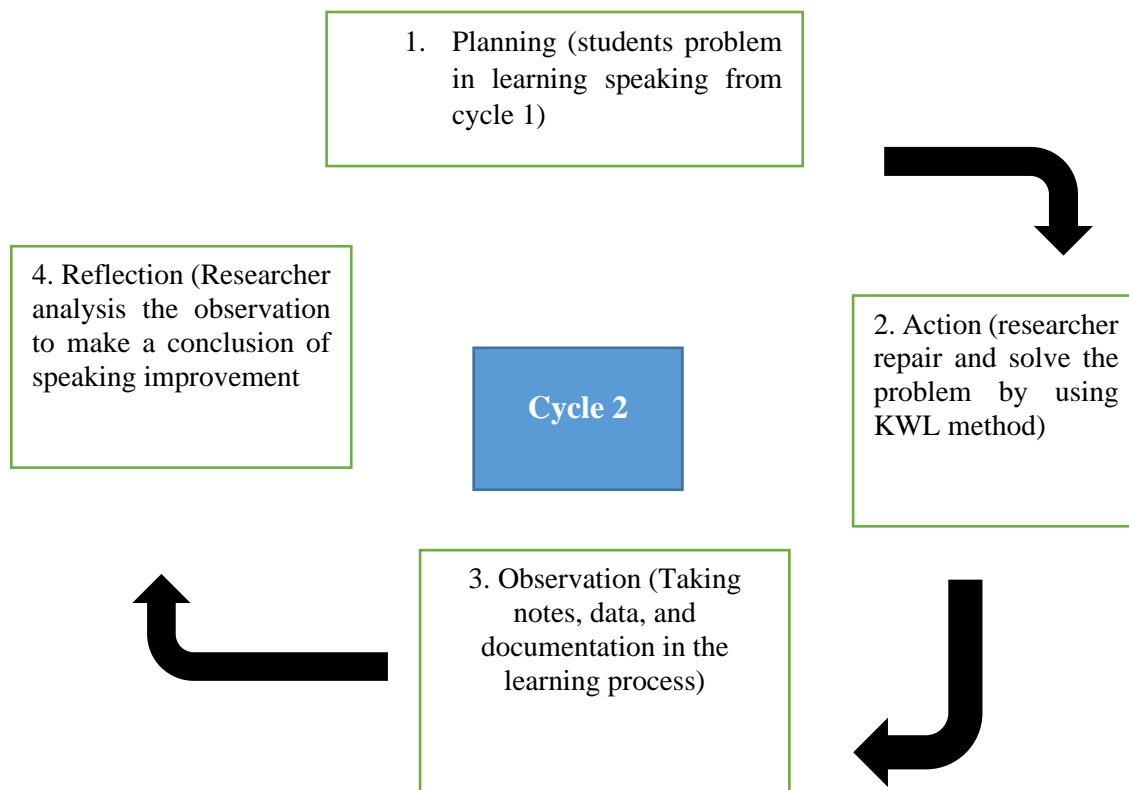 1. Planning (students problem
in learning speaking from
cycle 1)
2. Action (researcher
repair and solve the
problem by using
KWL method)
3. Observation (Taking
notes, data, and
documentation in the
learning process)
4. Reflection (Researcher
analysis the observation
to make a conclusion of
speaking improvement
Cycle 2